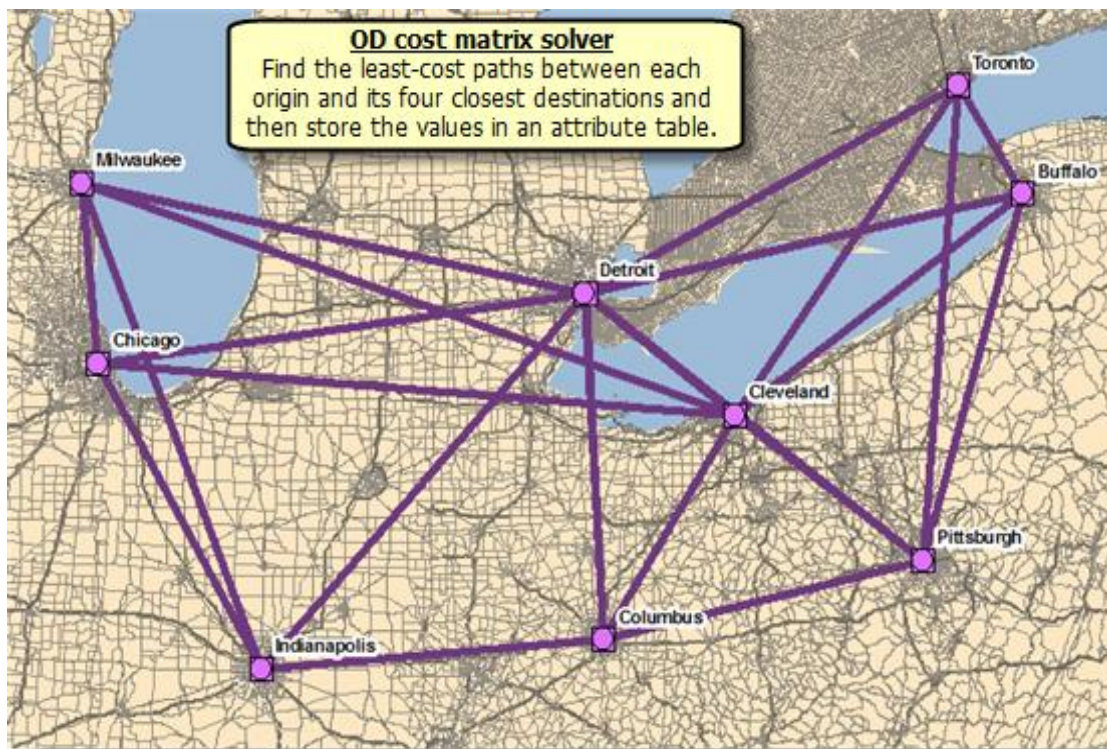 OD cost matrix solver
Find the least-cost paths between each
origin and its four closest destinations and
then store the values in an attribute table.
Toronto
Milwaukee
Buffalo
Detroit
Chicago
Cleveland
Pittsburgh
Columbus
Indianapolis